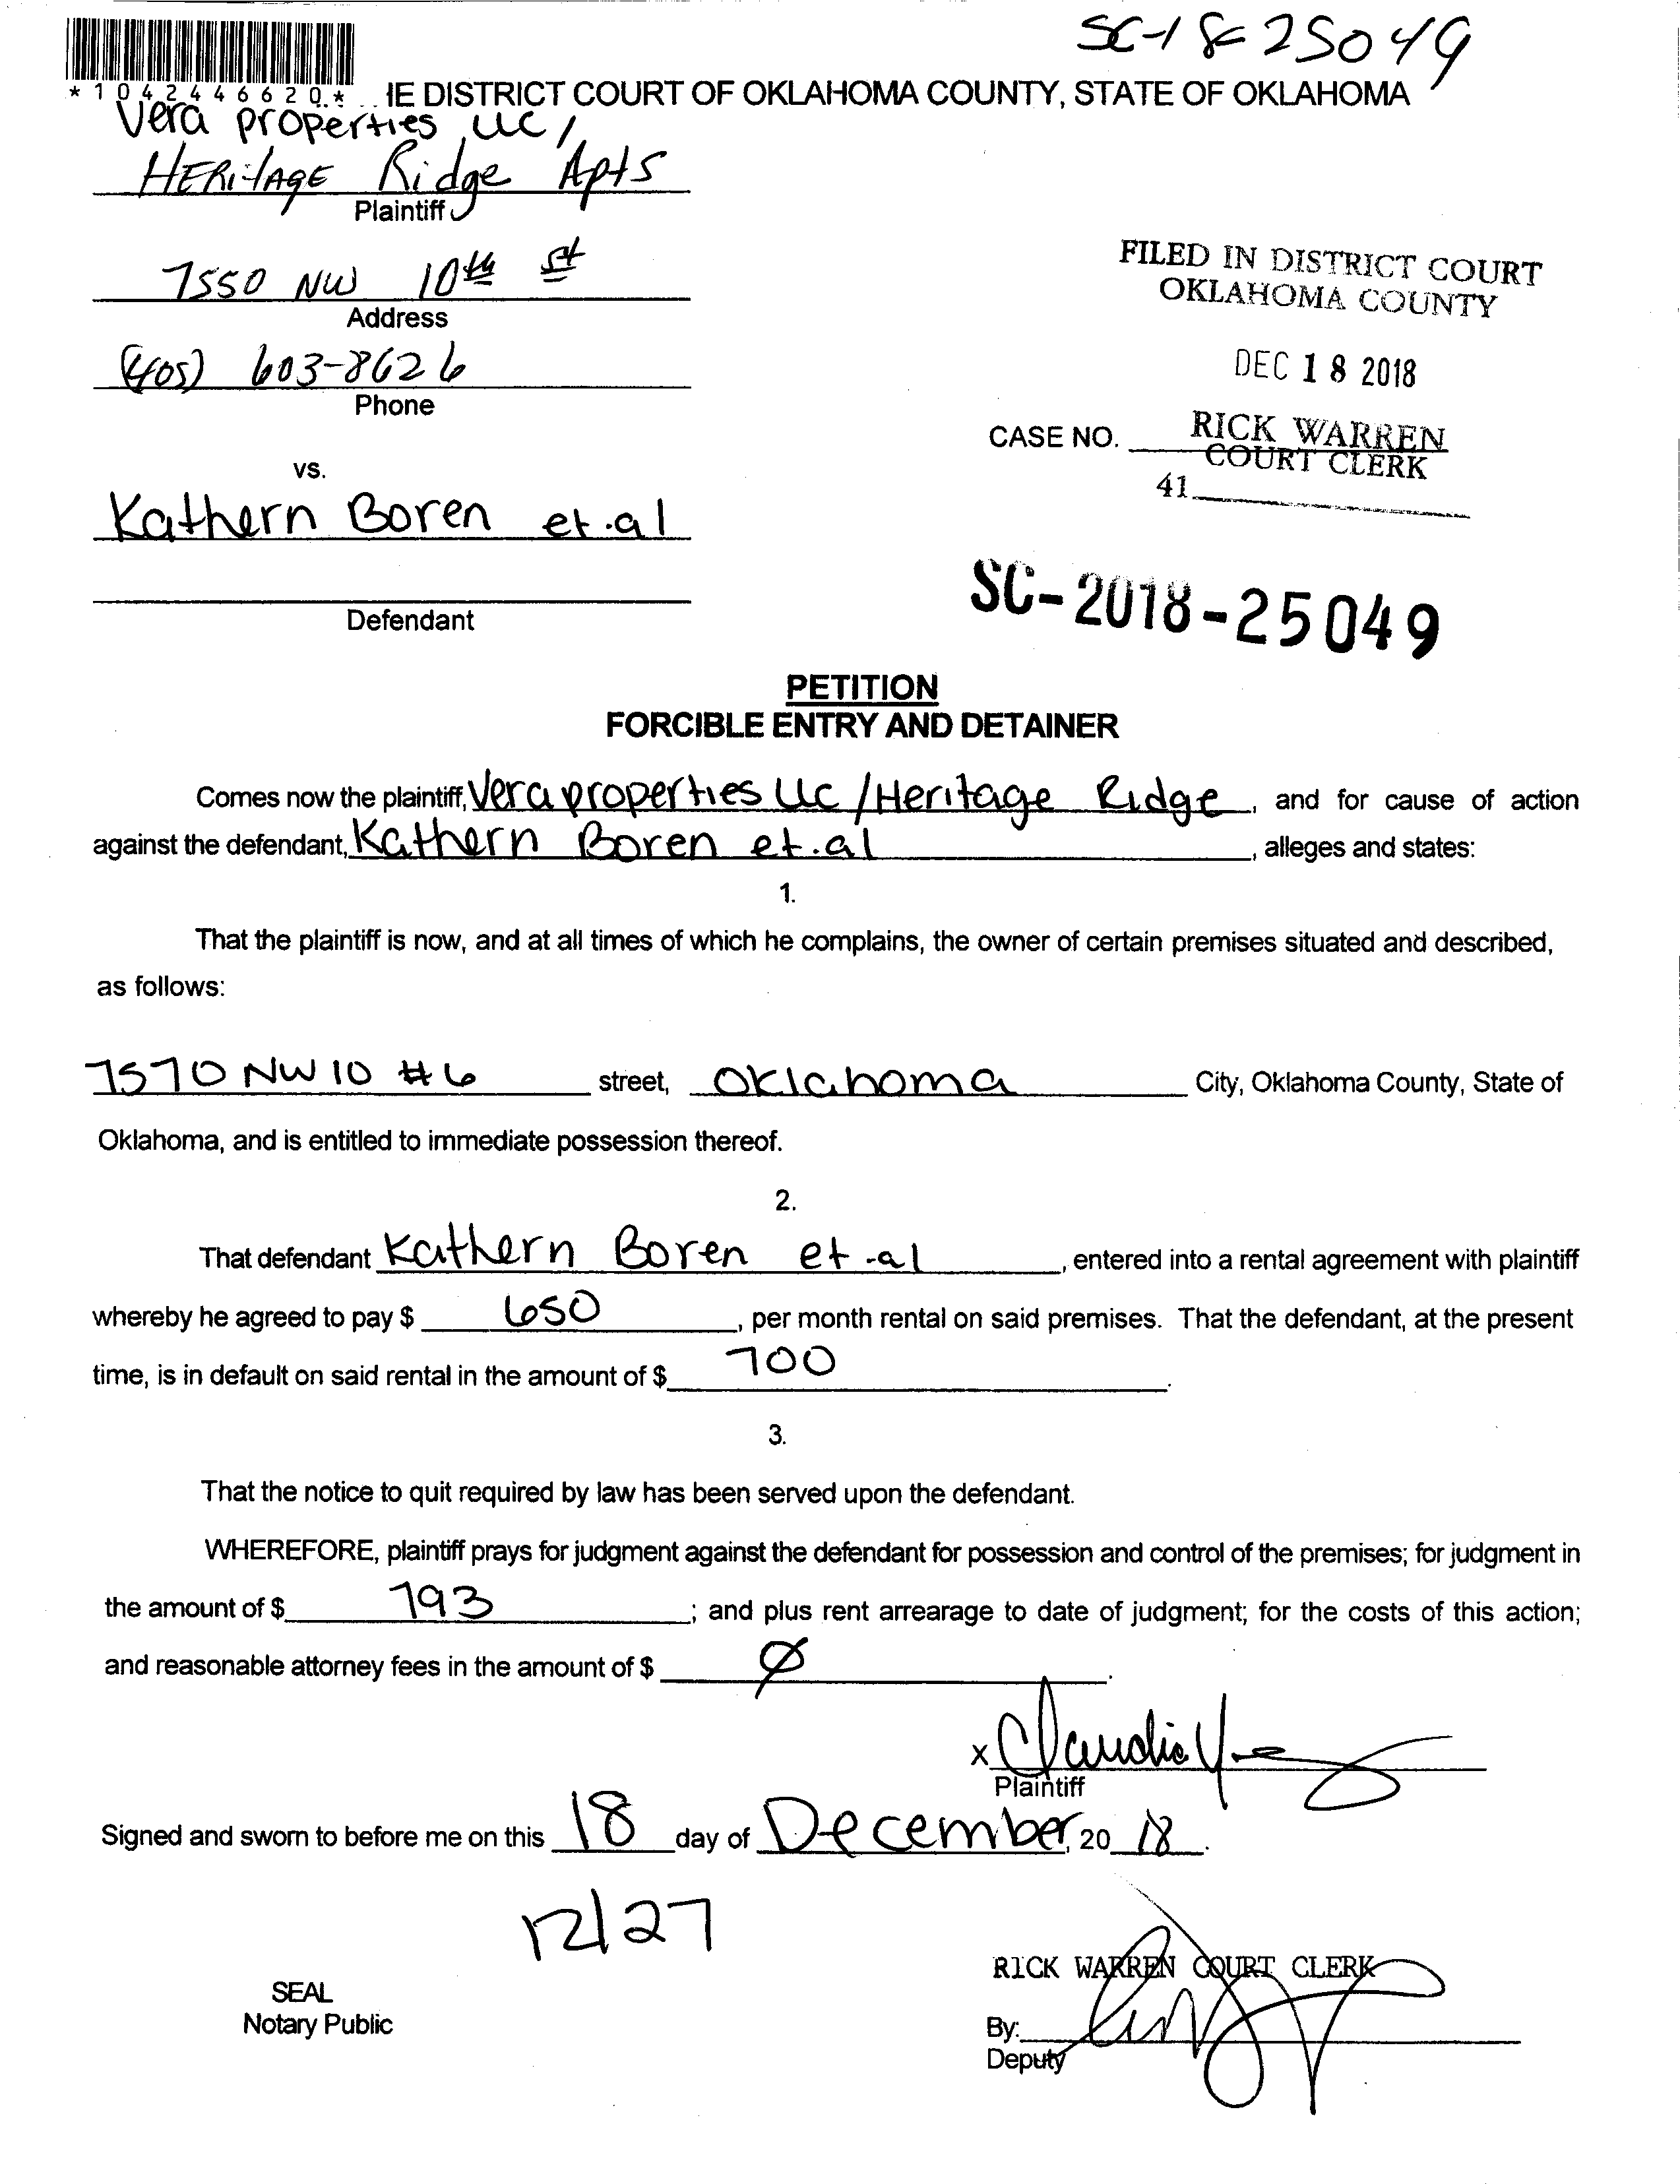 SC-18-25049
*1042446620*
IE DISTRICT COURT OF OKLAHOMA COUNTY, STATE OF OKLAHOMA
Vera properties LLC /
HERitAGE Ridge Apts
Plaintiff
7550 NW 10th st
Address
(405) 603-8626
Phone
vs.
Kathern Boren et.al
Defendant
FILED IN DISTRICT COURT
OKLAHOMA COUNTY
DEC 18 2018
CASE NO.
RICK WARREN
COURT CLERK
41
SC-2018-25049
PETITION
FORCIBLE ENTRY AND DETAINER
Comes now the plaintiff, Vera properties LLC / Heritage Ridge, and for cause of action
against the defendant, Kathern Boren et.al, alleges and states:
1.
That the plaintiff is now, and at all times of which he complains, the owner of certain premises situated and described,
as follows:
7570 NW 10 #6 street, Oklahoma City, Oklahoma County, State of
Oklahoma, and is entitled to immediate possession thereof.
2.
That defendant Kathern Boren et.al, entered into a rental agreement with plaintiff
whereby he agreed to pay $ 650, per month rental on said premises. That the defendant, at the present
time, is in default on said rental in the amount of $ 700.
3.
That the notice to quit required by law has been served upon the defendant.
WHEREFORE, plaintiff prays for judgment against the defendant for possession and control of the premises; for judgment in
the amount of $ 793; and plus rent arrearage to date of judgment; for the costs of this action;
and reasonable attorney fees in the amount of $ Ø.
x Claudia
Plaintiff
Signed and sworn to before me on this 18 day of December, 20 18.
12/27
SEAL
Notary Public
RICK WARREN COURT CLERK
By:
Deputy